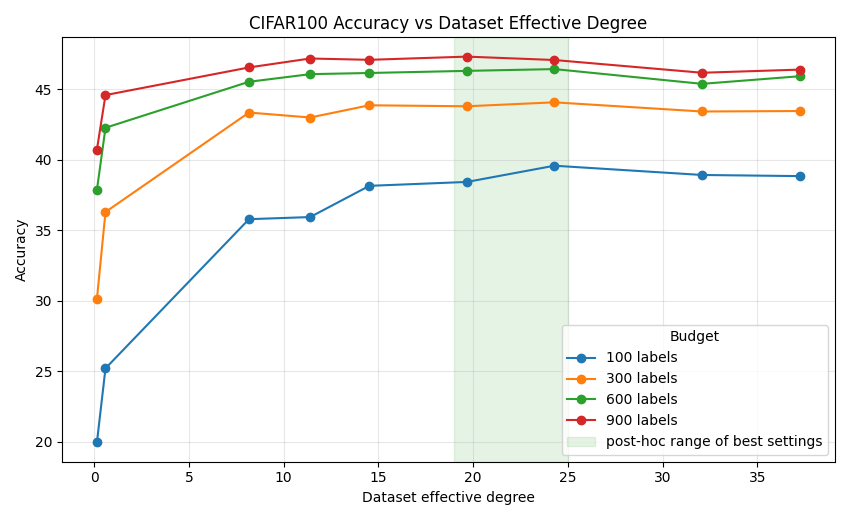 CIFAR100 Accuracy vs Dataset Effective Degree
Accuracy
45
40
35
30
25
20
0 5 10 15 20 25 30 35
Dataset effective degree
Budget
100 labels
300 labels
600 labels
900 labels
post-hoc range of best settings